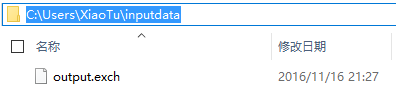 C:\Users\XiaoTu\inputdata
名称 修改日期
output.exch 2016/11/16 21:27